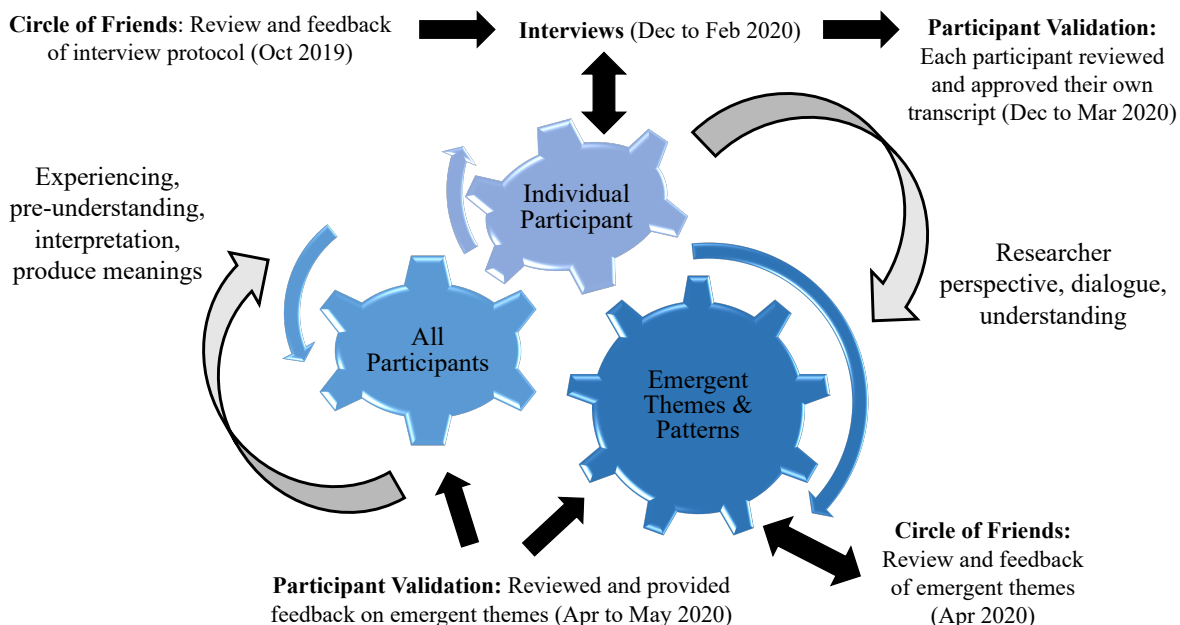 Circle of Friends: Review and feedback
of interview protocol (Oct 2019)
Interviews (Dec to Feb 2020)
Participant Validation:
Each participant reviewed
and approved their own
transcript (Dec to Mar 2020)
Experiencing,
pre-understanding,
interpretation,
produce meanings
Individual
Participant
Researcher
perspective, dialogue,
understanding
All
Participants
Emergent
Themes &
Patterns
Participant Validation: Reviewed and provided
feedback on emergent themes (Apr to May 2020)
Circle of Friends:
Review and feedback
of emergent themes
(Apr 2020)